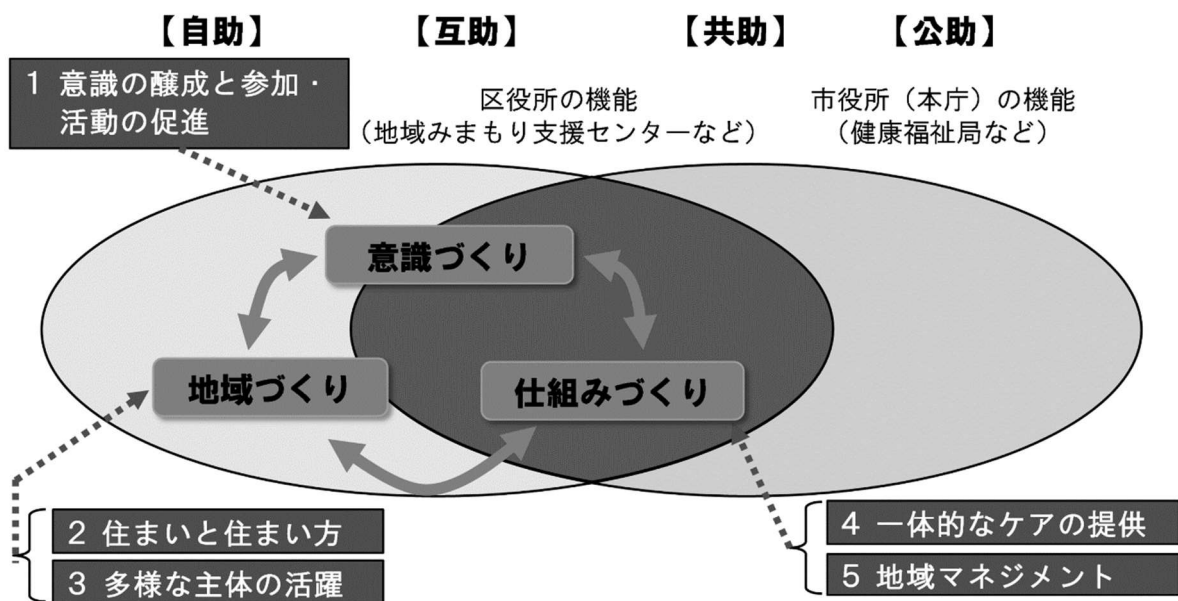 【自助】
【互助】
【共助】
【公助】
1 意識の醸成と参加・
活動の促進
区役所の機能
（地域みまもり支援センターなど）
市役所（本庁）の機能
（健康福祉局など）
意識づくり
地域づくり
仕組みづくり
2 住まいと住まい方
3 多様な主体の活躍
4 一体的なケアの提供
5 地域マネジメント